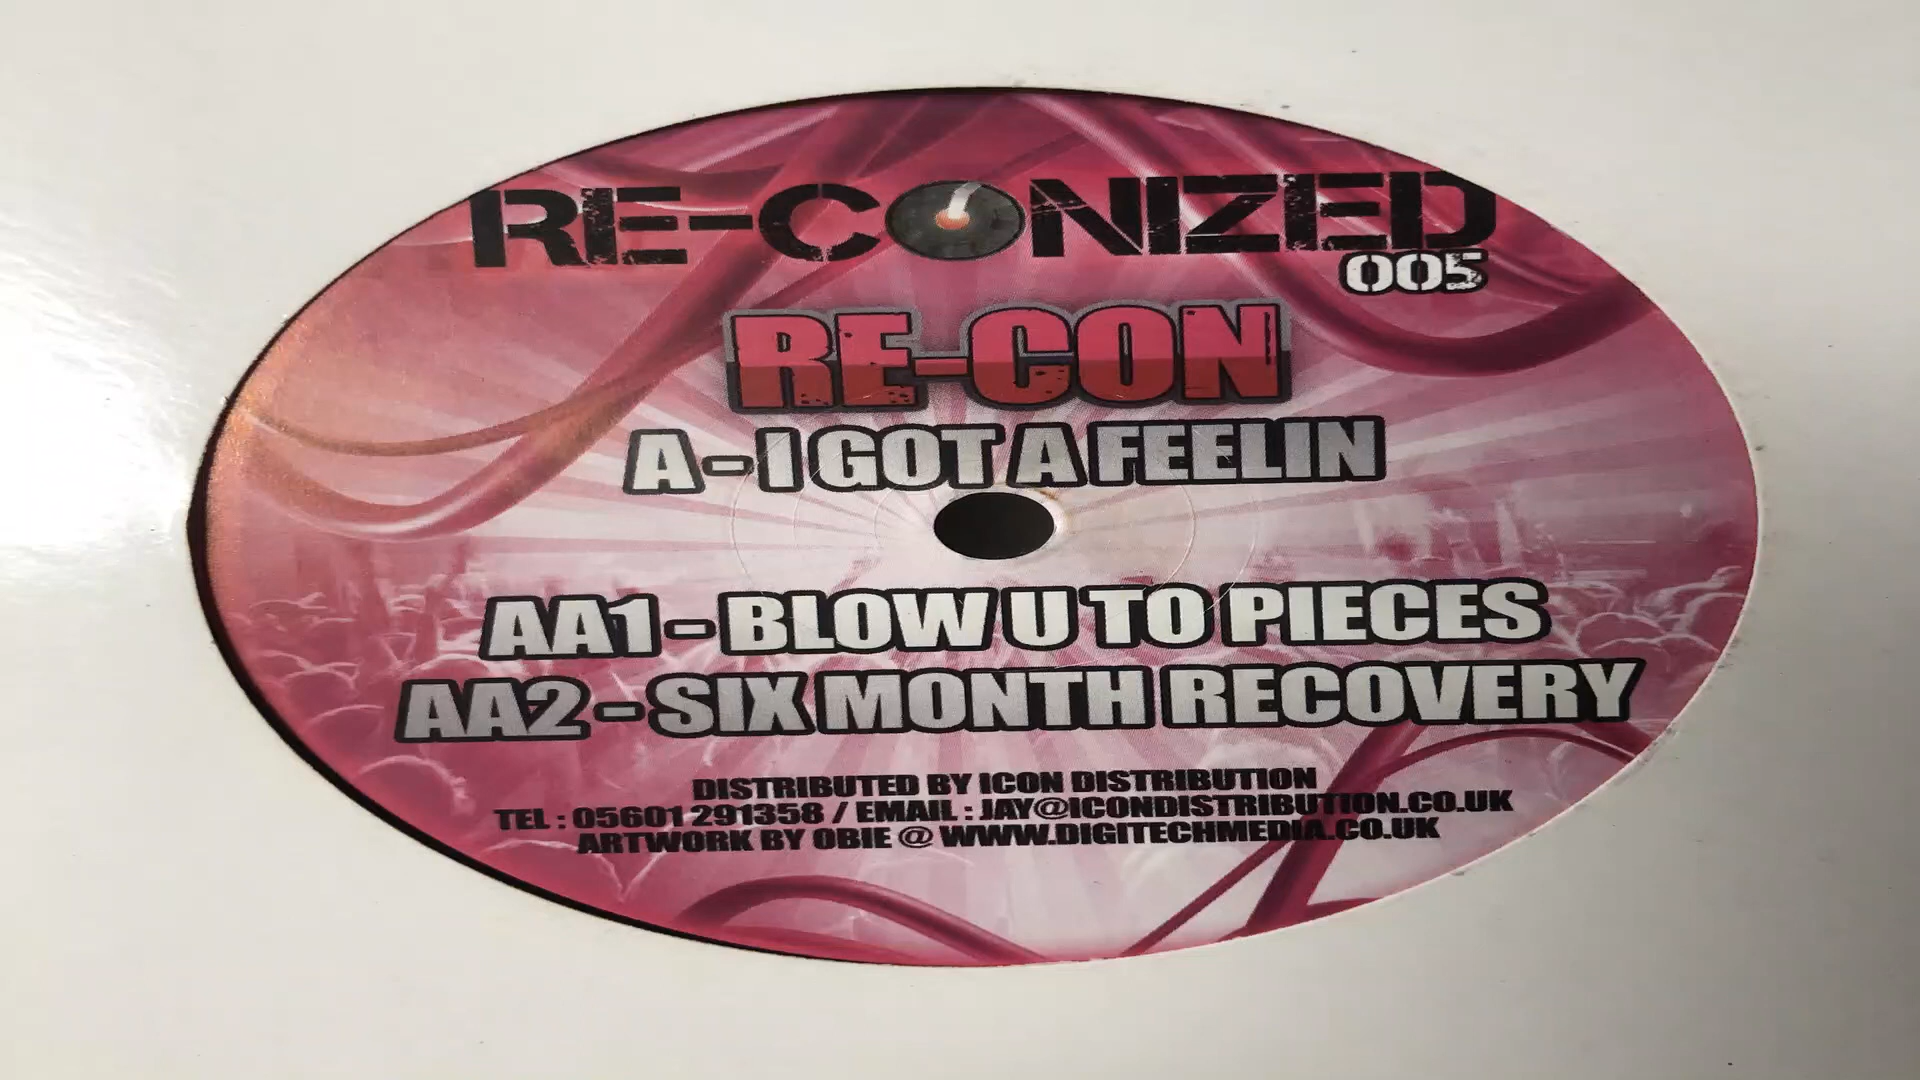 RE-CONIZED
005
RE-CON
A - I GOT A FEELIN
AA1 - BLOW U TO PIECES
AA2 - SIX MONTH RECOVERY
DISTRIBUTED BY ICON DISTRIBUTION
TEL : 05601 291358 / EMAIL : JAY@ICONDISTRIBUTION.CO.UK
ARTWORK BY OBIE @ WWW.DIGITECHMEDIA.CO.UK